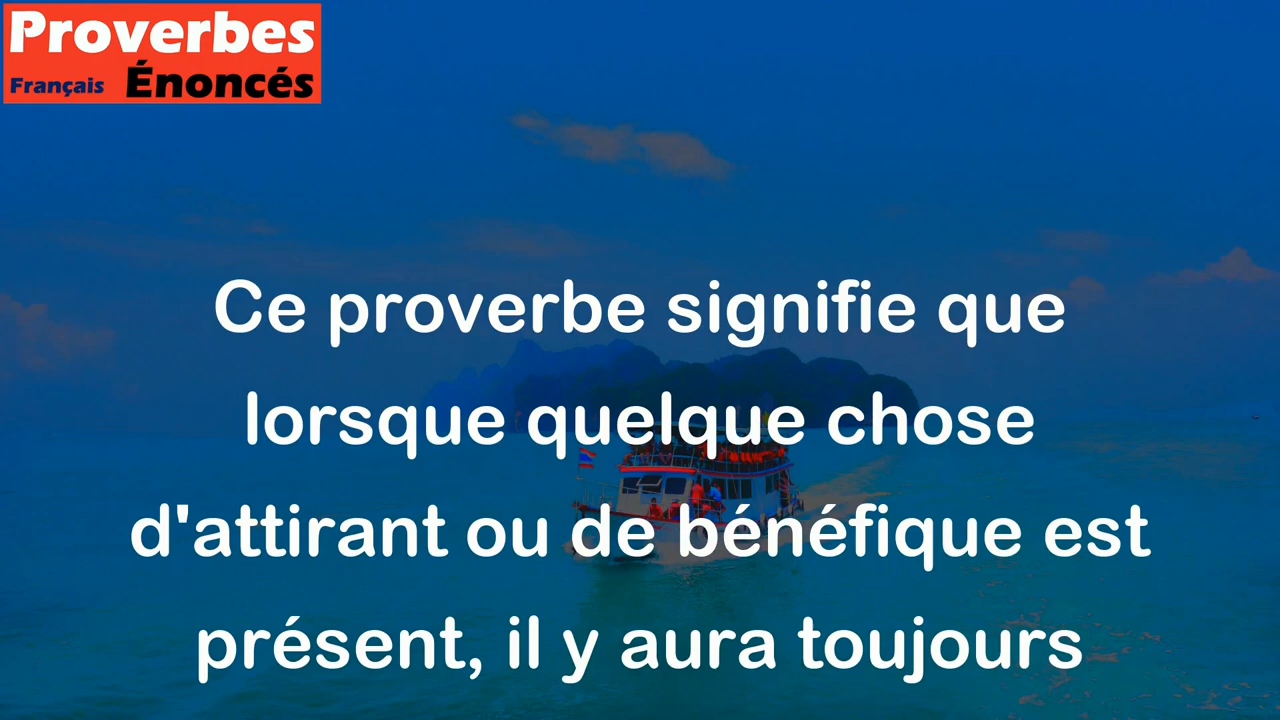 Proverbes
Français Énoncés
Ce proverbe signifie que
lorsque quelque chose
d'attirant ou de bénéfique est
présent, il y aura toujours